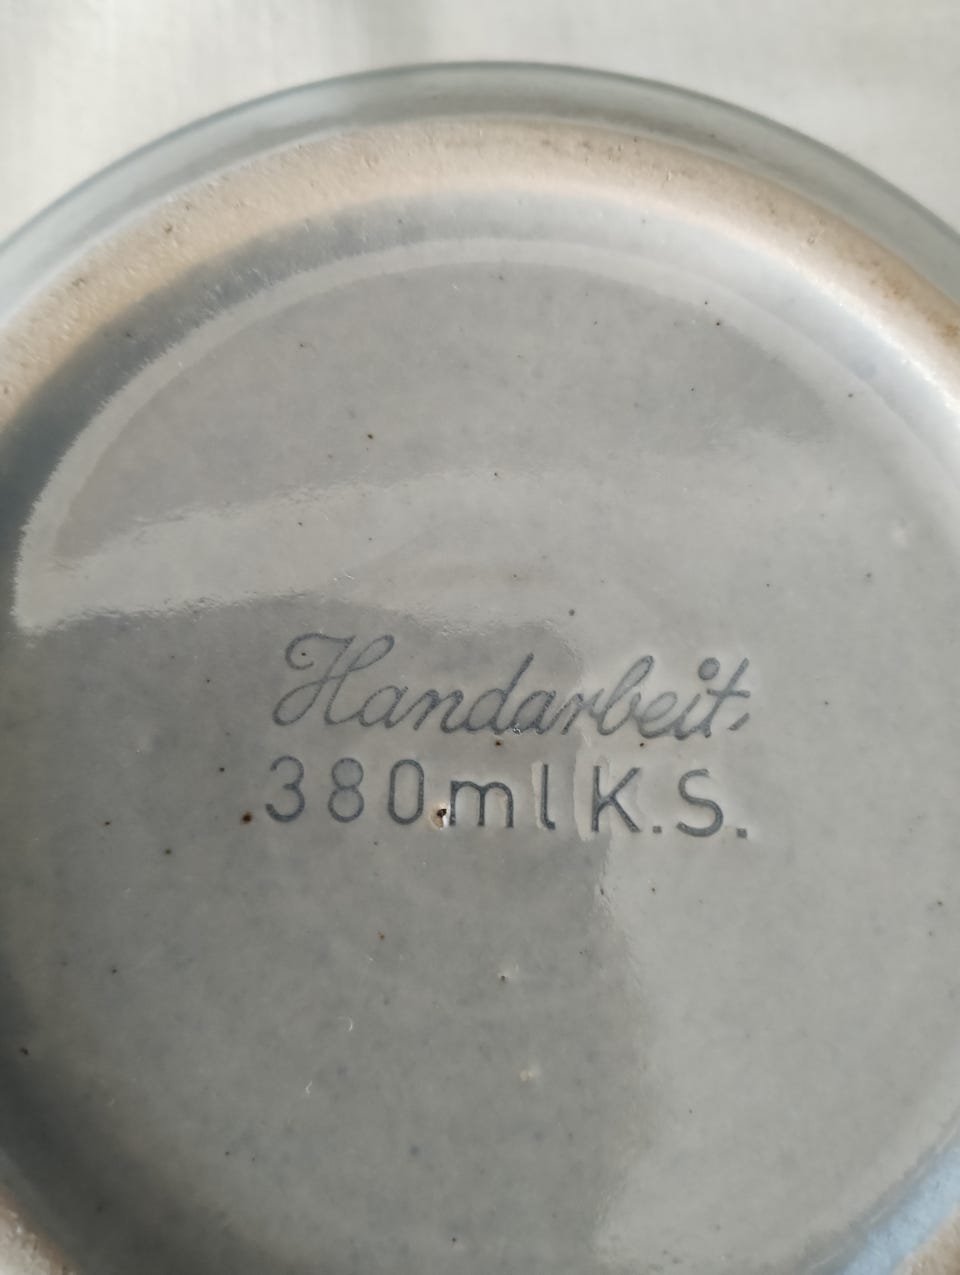 Handarbeit,
380ml K.S.